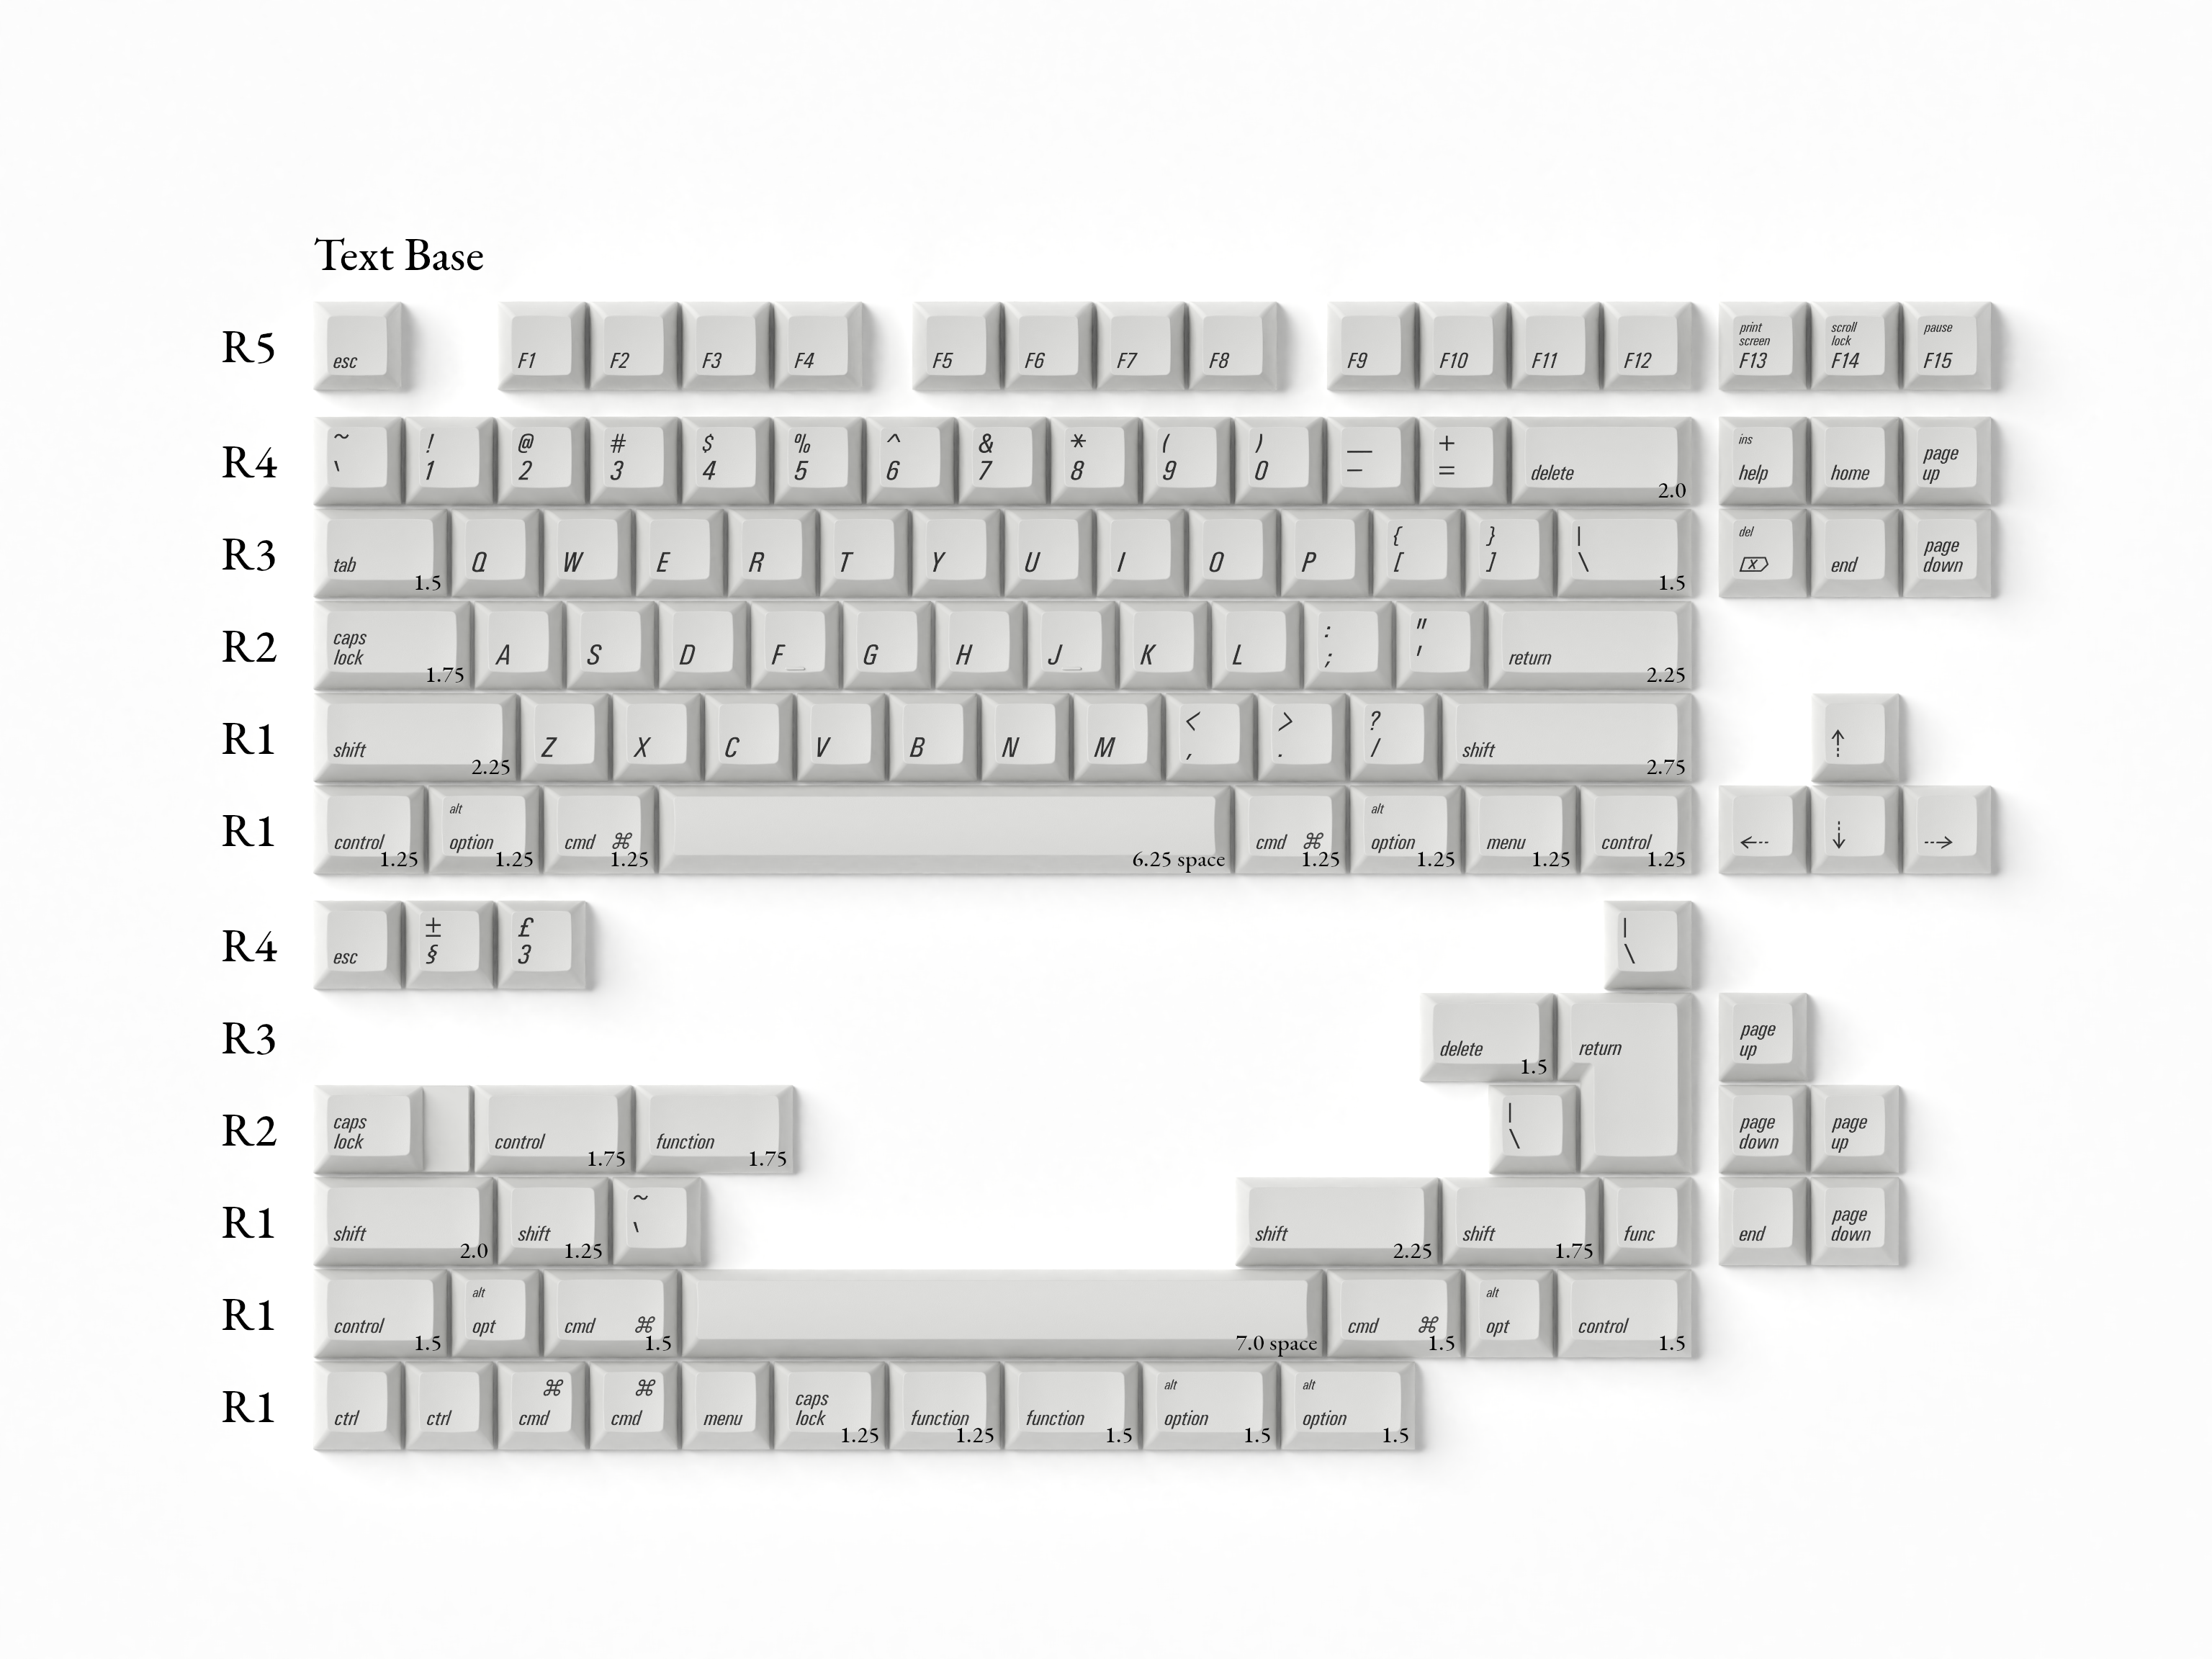 Text Base
R5 esc F1 F2 F3 F4 F5 F6 F7 F8 F9 F10 F11 F12 print screen F13 scroll lock F14 pause F15
R4 ~ ` ! 1 @ 2 # 3 $ 4 % 5 ^ 6 & 7 * 8 ( 9 ) 0 — – + = delete 2.0 ins help home page up
R3 tab 1.5 Q W E R T Y U I O P { [ } ] | \ 1.5 del ⌦ end page down
R2 caps lock 1.75 A S D F_ G H J_ K L : ; " ' return 2.25
R1 shift 2.25 Z X C V B N M < , > . ? / shift 2.75 ↑
R1 control 1.25 alt option 1.25 cmd ⌘ 1.25 6.25 space cmd ⌘ 1.25 alt option 1.25 menu 1.25 control 1.25 ← ↓ →
R4 esc ± § £ 3 | \
R3 delete 1.5 return page up
R2 caps lock control 1.75 function 1.75 | \ page down page up
R1 shift 2.0 shift 1.25 ~ ` shift 2.25 shift 1.75 func end page down
R1 control 1.5 alt opt cmd ⌘ 1.5 7.0 space cmd ⌘ 1.5 alt opt control 1.5
R1 ctrl ctrl ⌘ cmd ⌘ cmd menu caps lock 1.25 function 1.25 function 1.5 alt option 1.5 alt option 1.5